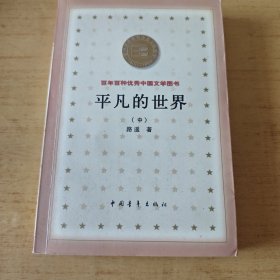 百年百种优秀中国文学图书
平凡的世界
（中）
路遥 著
中国青年出版社